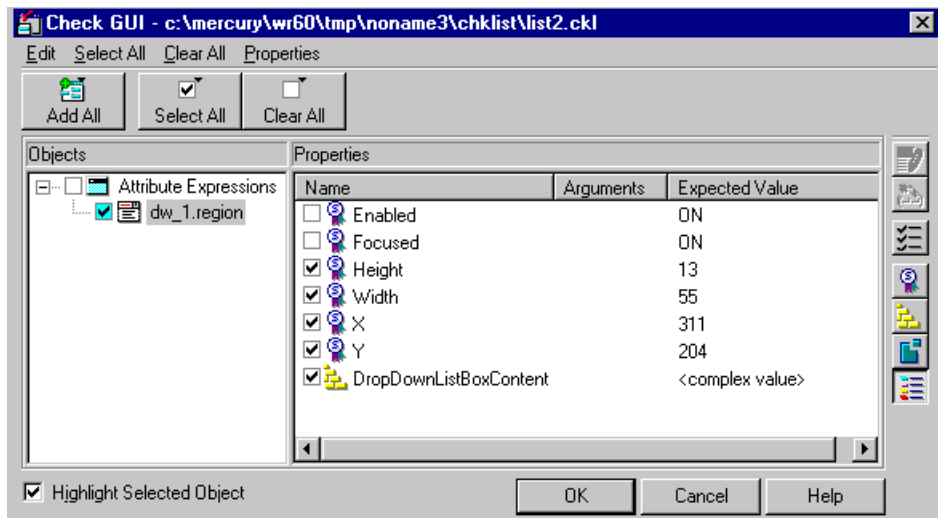 Check GUI - c:\mercury\wr60\tmp\noname3\chklist\list2.ckl
Edit Select All Clear All Properties
Add All Select All Clear All
Objects
Attribute Expressions
dw_1.region
Properties
Name Arguments Expected Value
Enabled ON
Focused ON
Height 13
Width 55
X 311
Y 204
DropDownListBoxContent <complex value>
Highlight Selected Object
OK Cancel Help